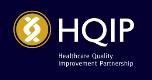 HQIP
Healthcare Quality
Improvement Partnership